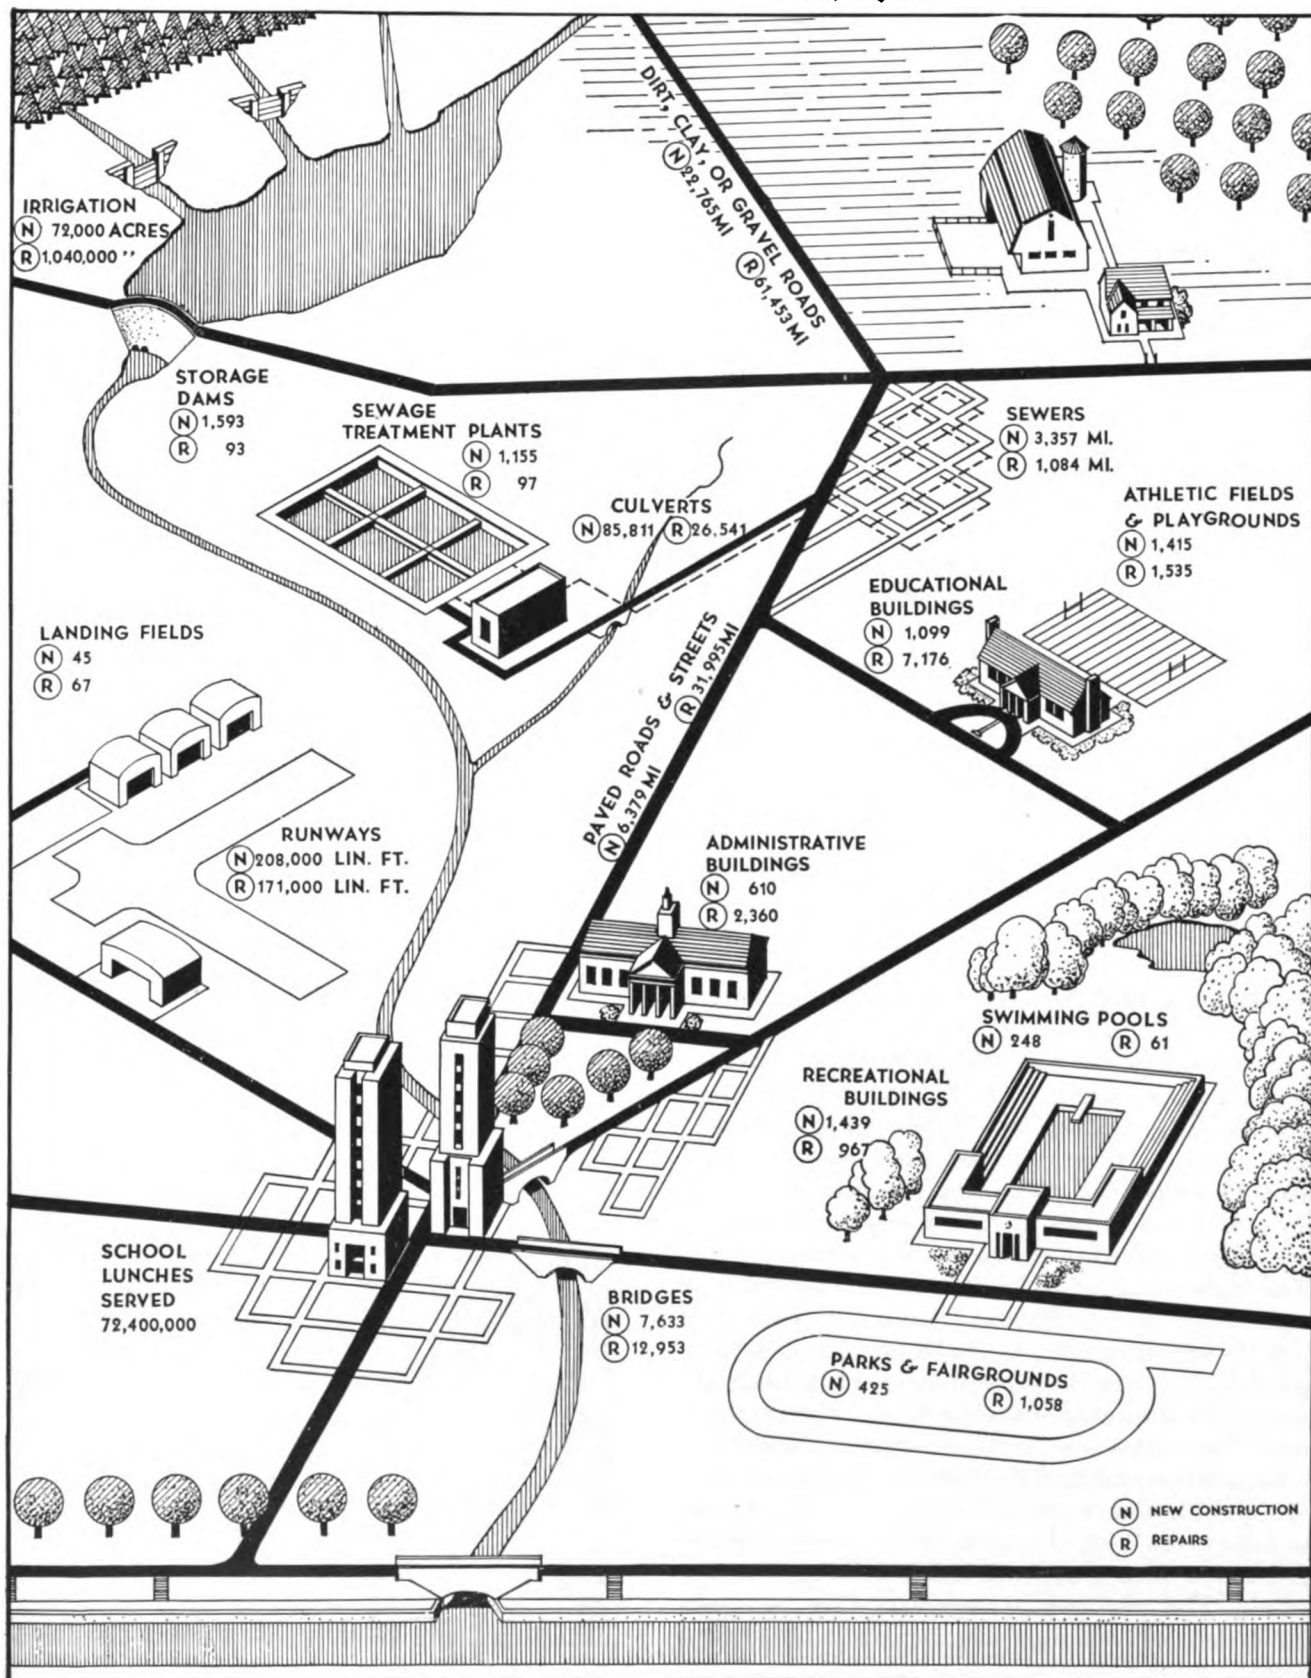 DIRT, CLAY, OR GRAVEL ROADS
N 22,765 MI
R 61,453 MI
IRRIGATION
N 72,000 ACRES
R 1,040,000 "
STORAGE
DAMS
N 1,593
R 93
SEWAGE
TREATMENT PLANTS
N 1,155
R 97
CULVERTS
N 85,811 R 26,541
SEWERS
N 3,357 MI.
R 1,084 MI.
ATHLETIC FIELDS
& PLAYGROUNDS
N 1,415
R 1,535
EDUCATIONAL
BUILDINGS
N 1,099
R 7,176
LANDING FIELDS
N 45
R 67
PAVED ROADS & STREETS
N 6,379 MI
R 31,995 MI
RUNWAYS
N 208,000 LIN. FT.
R 171,000 LIN. FT.
ADMINISTRATIVE
BUILDINGS
N 610
R 2,360
SWIMMING POOLS
N 248 R 61
RECREATIONAL
BUILDINGS
N 1,439
R 967
SCHOOL
LUNCHES
SERVED
72,400,000
BRIDGES
N 7,633
R 12,953
PARKS & FAIRGROUNDS
N 425 R 1,058
N NEW CONSTRUCTION
R REPAIRS